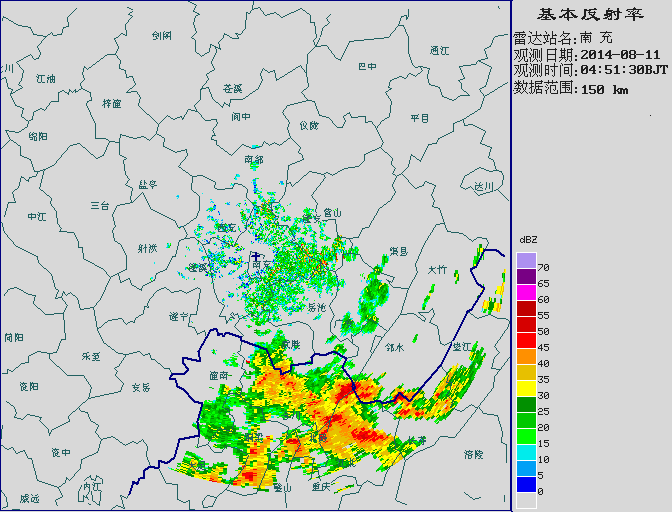 基本反射率
雷达站名:南 充
观测日期:2014-08-11
观测时间:04:51:30BJT
数据范围:150 km
dBZ
70
65
60
55
50
45
40
35
30
25
20
15
10
5
0
剑阁
通江
川
江油
巴中
苍溪
梓潼
阆中
仪陇
平昌
绵阳
南部
盐亭
达川
三台
中江
营山
西充
射洪
渠县
大竹
南充
蓬溪
岳池
遂宁
简阳
武胜
邻水
垫江
乐至
潼南
资阳
安岳
合川
北碚
长寿
资中
涪陵
大足
内江
威远
璧山
重庆